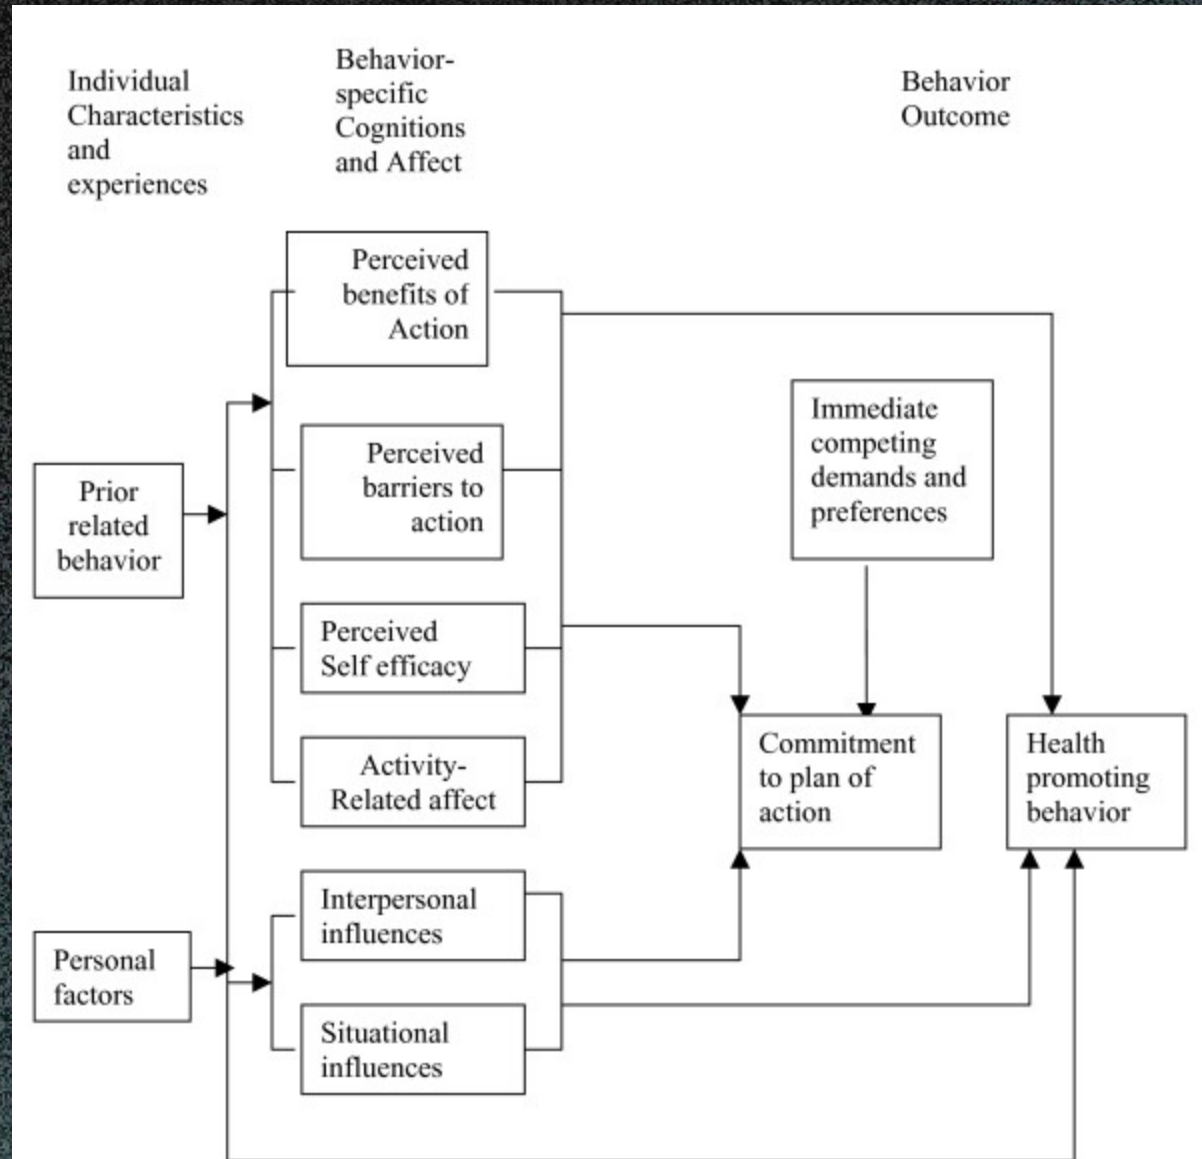 Individual
Characteristics
and
experiences
Behavior-
specific
Cognitions
and Affect
Behavior
Outcome
Perceived
benefits of
Action
Perceived
barriers to
action
Perceived
Self efficacy
Activity-
Related affect
Interpersonal
influences
Situational
influences
Prior
related
behavior
Personal
factors
Immediate
competing
demands and
preferences
Commitment
to plan of
action
Health
promoting
behavior